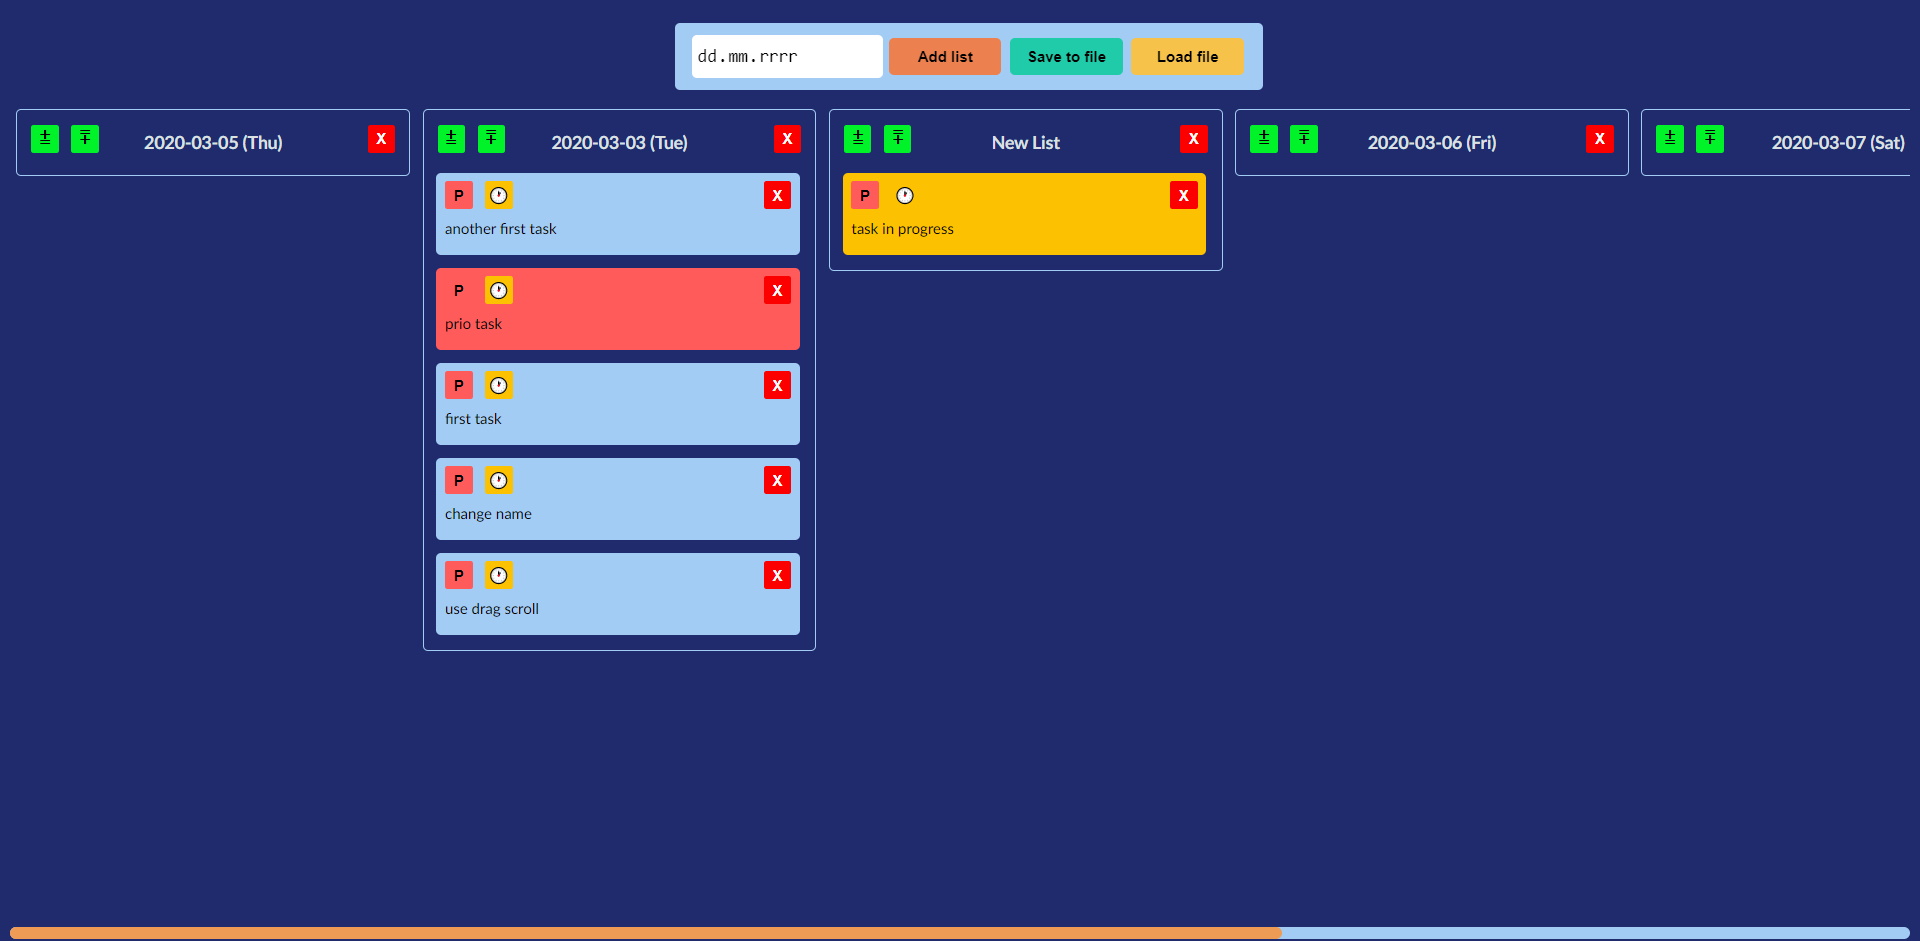 dd.mm.rrrr Add list Save to file Load file
± ∓ 2020-03-05 (Thu) X
± ∓ 2020-03-03 (Tue) X
P X
another first task
P X
prio task
P X
first task
P X
change name
P X
use drag scroll
± ∓ New List X
P X
task in progress
± ∓ 2020-03-06 (Fri) X
± ∓ 2020-03-07 (Sat)